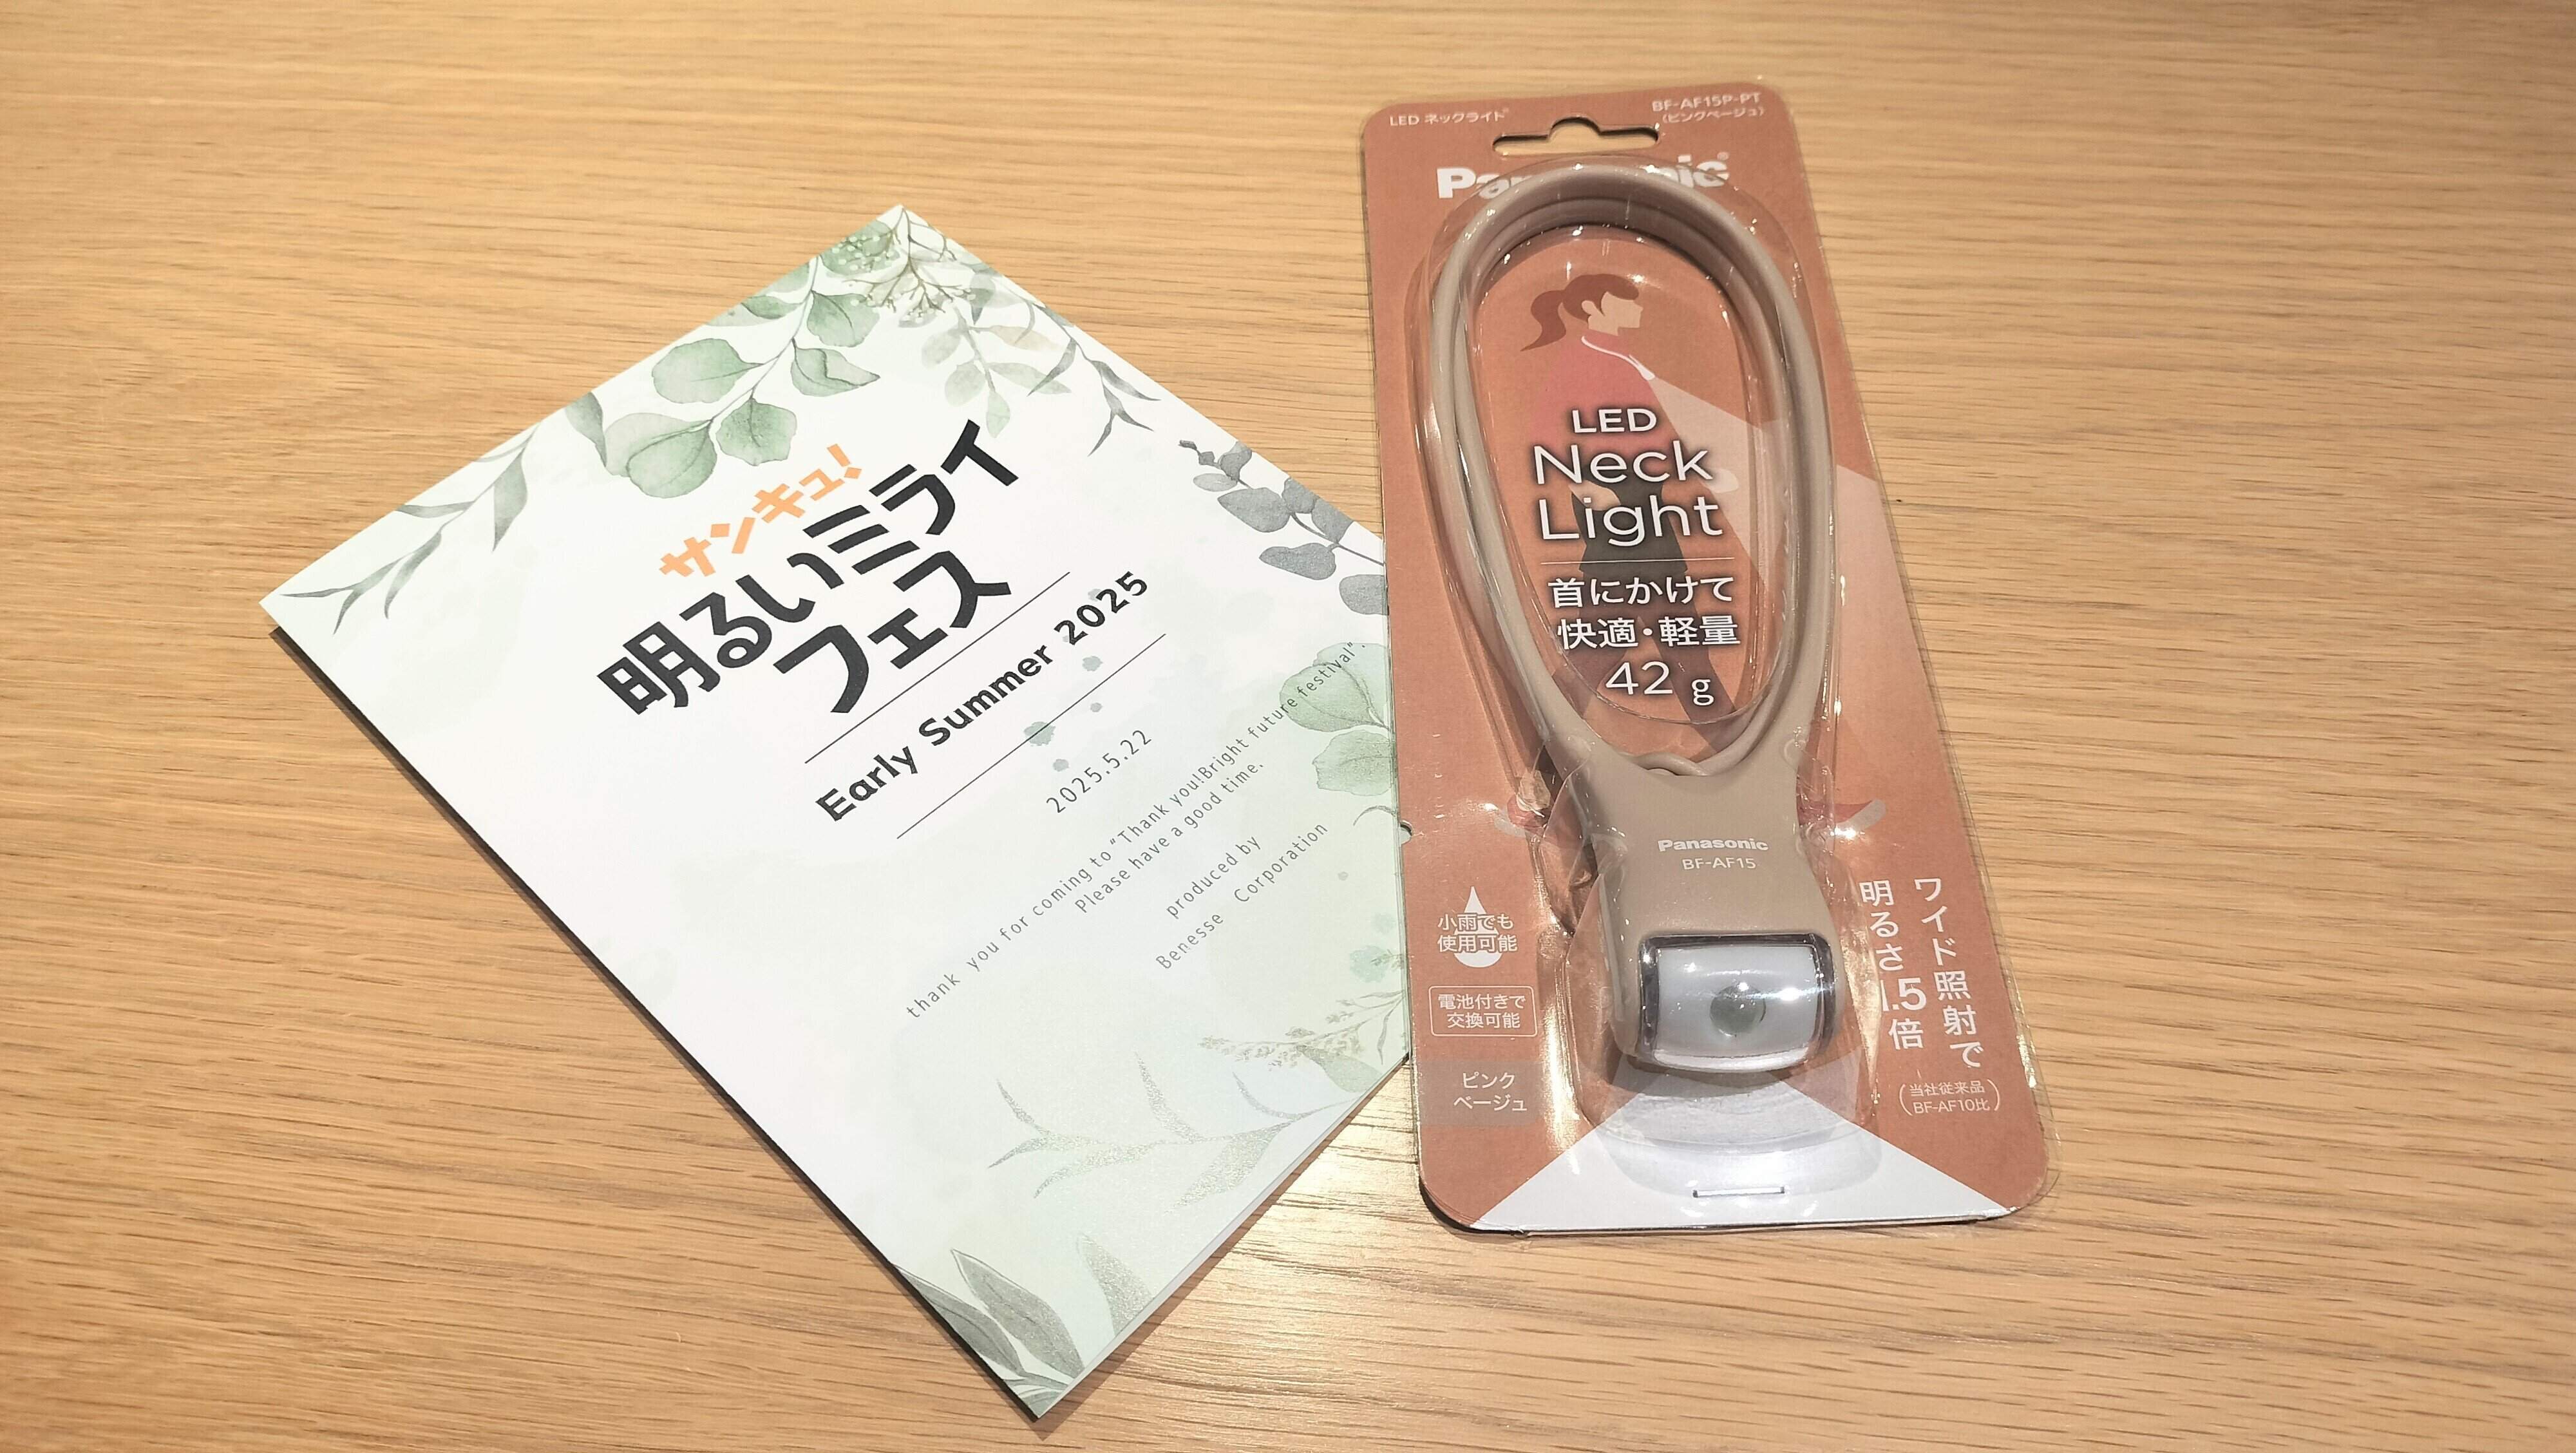 サンキュ!
明るいミライ
フェス
Early Summer 2025
2025.5.22
thank you for coming to "Thank you!Bright future festival".
Please have a good time.
produced by
Benesse Corporation
LED ネックライト®
BF-AF15P-PT
(ピンクベージュ)
Panasonic
LED
Neck
Light
首にかけて
快適・軽量
42 g
Panasonic
BF-AF15
小雨でも
使用可能
電池付きで
交換可能
ピンク
ベージュ
ワイド照射で
明るさ1.5倍
(当社従来品
BF-AF10比)